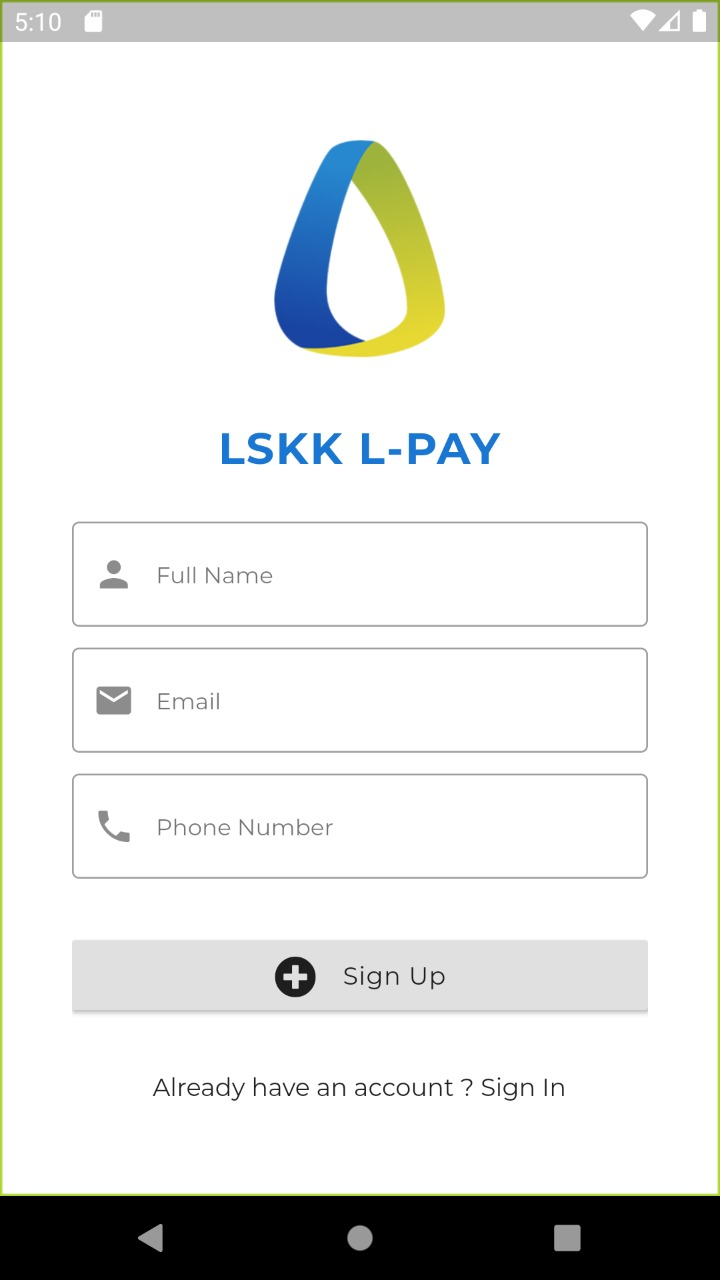 5:10
LSKK L-PAY
Full Name
Email
Phone Number
Sign Up
Already have an account ? Sign In